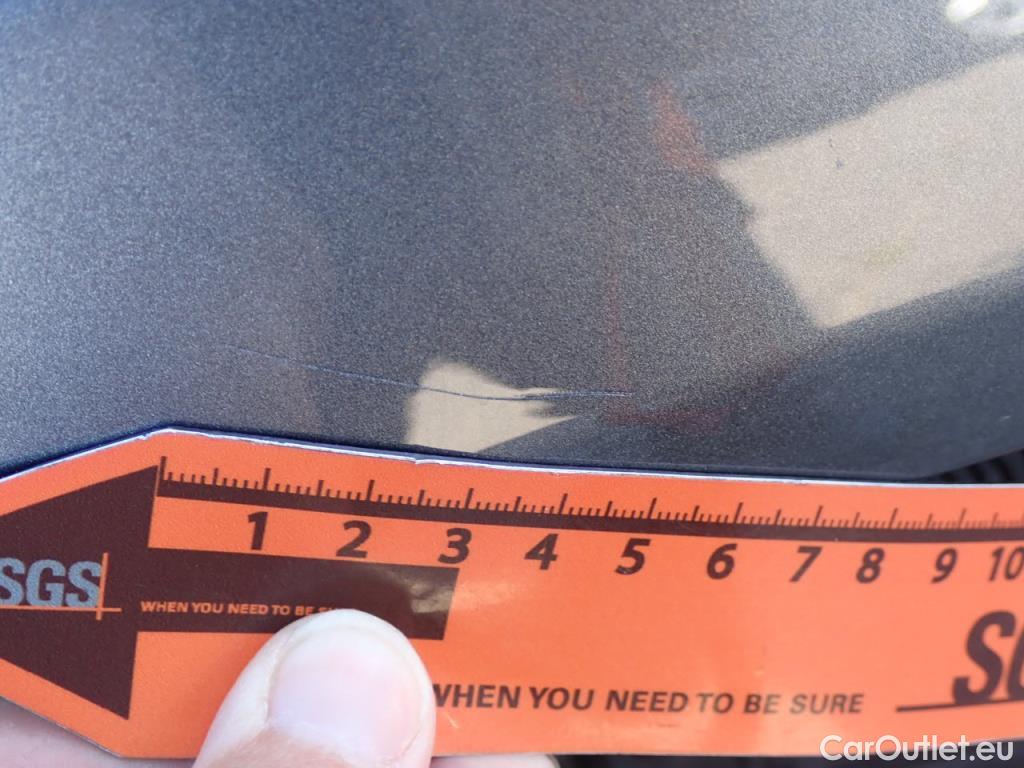 1 2 3 4 5 6 7 8 9 10
SGS
WHEN YOU NEED TO BE
WHEN YOU NEED TO BE SURE
CarOutlet.eu